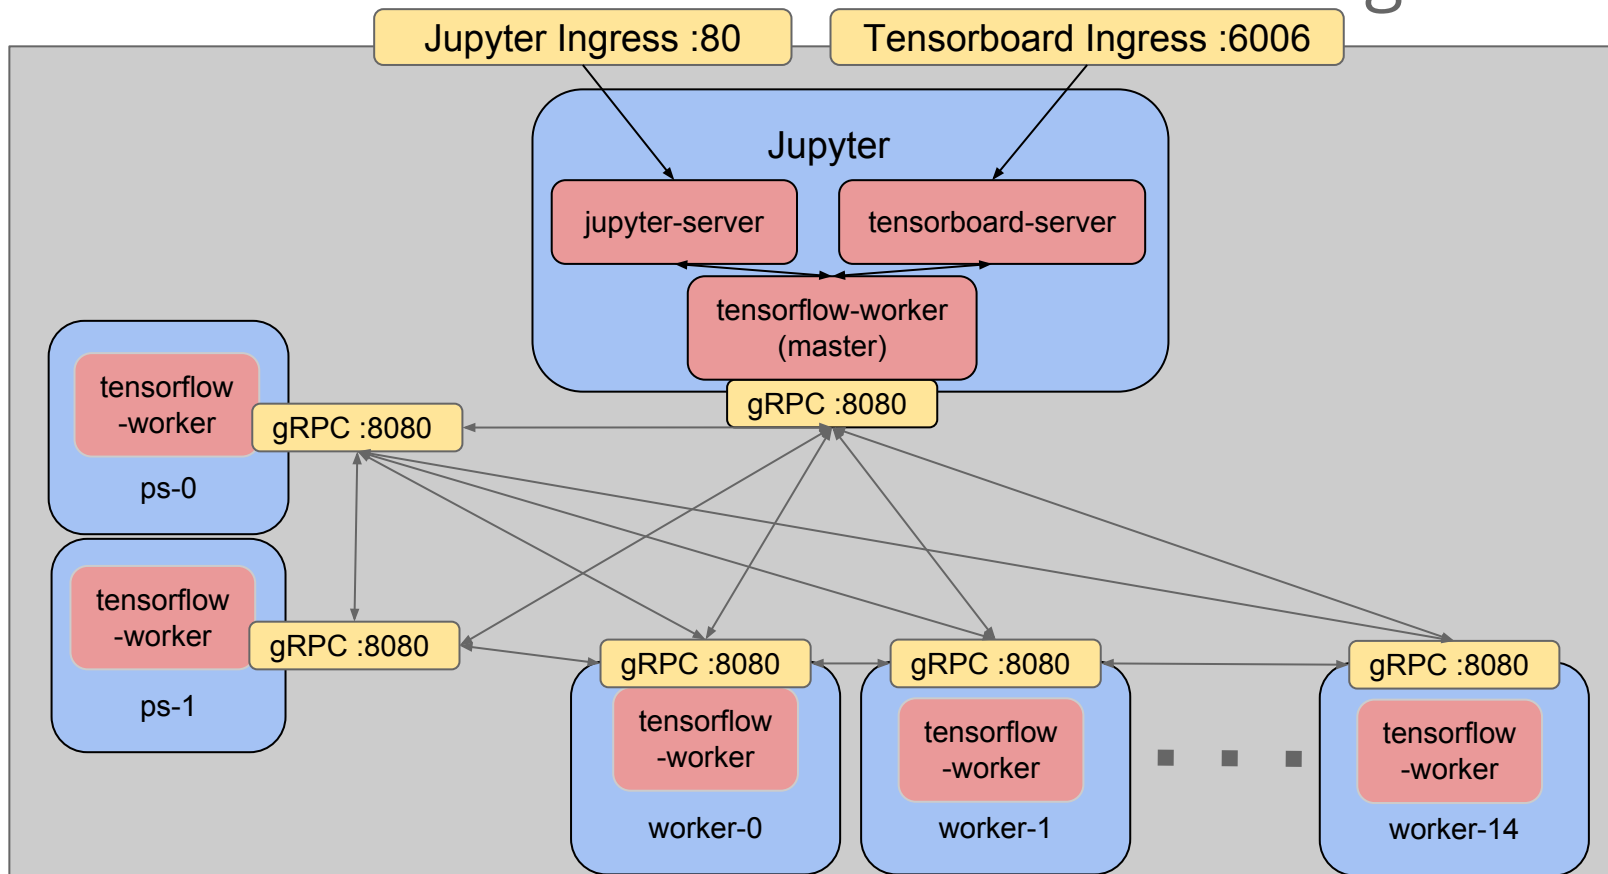 Jupyter Ingress :80
Tensorboard Ingress :6006
Jupyter
jupyter-server
tensorboard-server
tensorflow-worker
(master)
gRPC :8080
tensorflow
-worker
gRPC :8080
ps-0
tensorflow
-worker
gRPC :8080
ps-1
gRPC :8080
tensorflow
-worker
worker-0
gRPC :8080
tensorflow
-worker
worker-1
. . .
gRPC :8080
tensorflow
-worker
worker-14